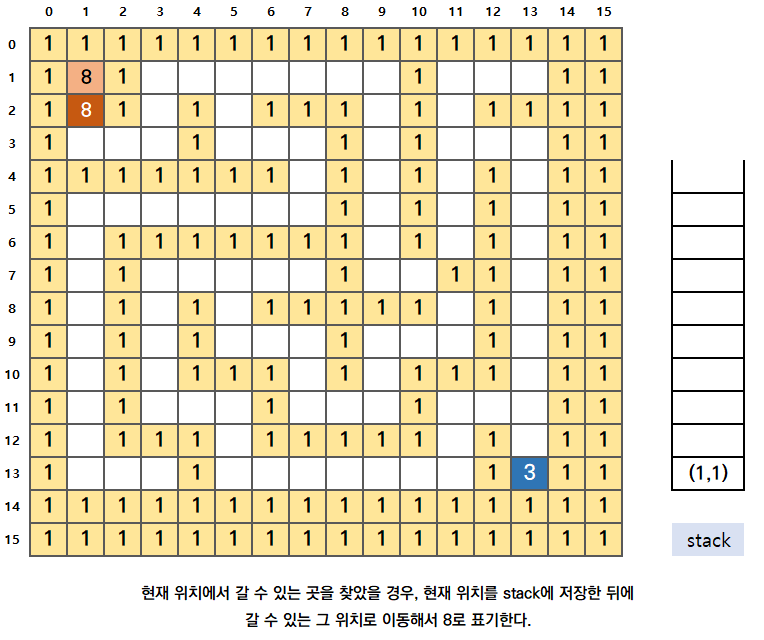 0 1 2 3 4 5 6 7 8 9 10 11 12 13 14 15
0 1 1 1 1 1 1 1 1 1 1 1 1 1 1 1 1
1 1 8 1 1 1 1
2 1 8 1 1 1 1 1 1 1 1 1 1
3 1 1 1 1 1 1
4 1 1 1 1 1 1 1 1 1 1 1 1
5 1 1 1 1 1 1
6 1 1 1 1 1 1 1 1 1 1 1 1
7 1 1 1 1 1 1 1
8 1 1 1 1 1 1 1 1 1 1 1
9 1 1 1 1 1 1 1
10 1 1 1 1 1 1 1 1 1 1 1
11 1 1 1 1 1 1
12 1 1 1 1 1 1 1 1 1 1 1 1
13 1 1 1 3 1 1 (1,1)
14 1 1 1 1 1 1 1 1 1 1 1 1 1 1 1 1
15 1 1 1 1 1 1 1 1 1 1 1 1 1 1 1 1
stack
현재 위치에서 갈 수 있는 곳을 찾았을 경우, 현재 위치를 stack에 저장한 뒤에
갈 수 있는 그 위치로 이동해서 8로 표기한다.